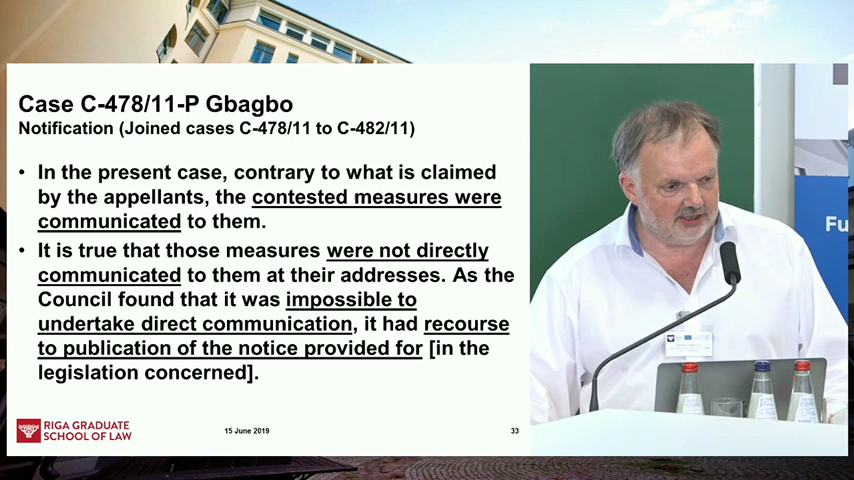 Case C-478/11-P Gbagbo
Notification (Joined cases C-478/11 to C-482/11)
• In the present case, contrary to what is claimed
by the appellants, the contested measures were
communicated to them.
• It is true that those measures were not directly
communicated to them at their addresses. As the
Council found that it was impossible to
undertake direct communication, it had recourse
to publication of the notice provided for [in the
legislation concerned].
RIGA GRADUATE
SCHOOL OF LAW
15 June 2019
33
Fu